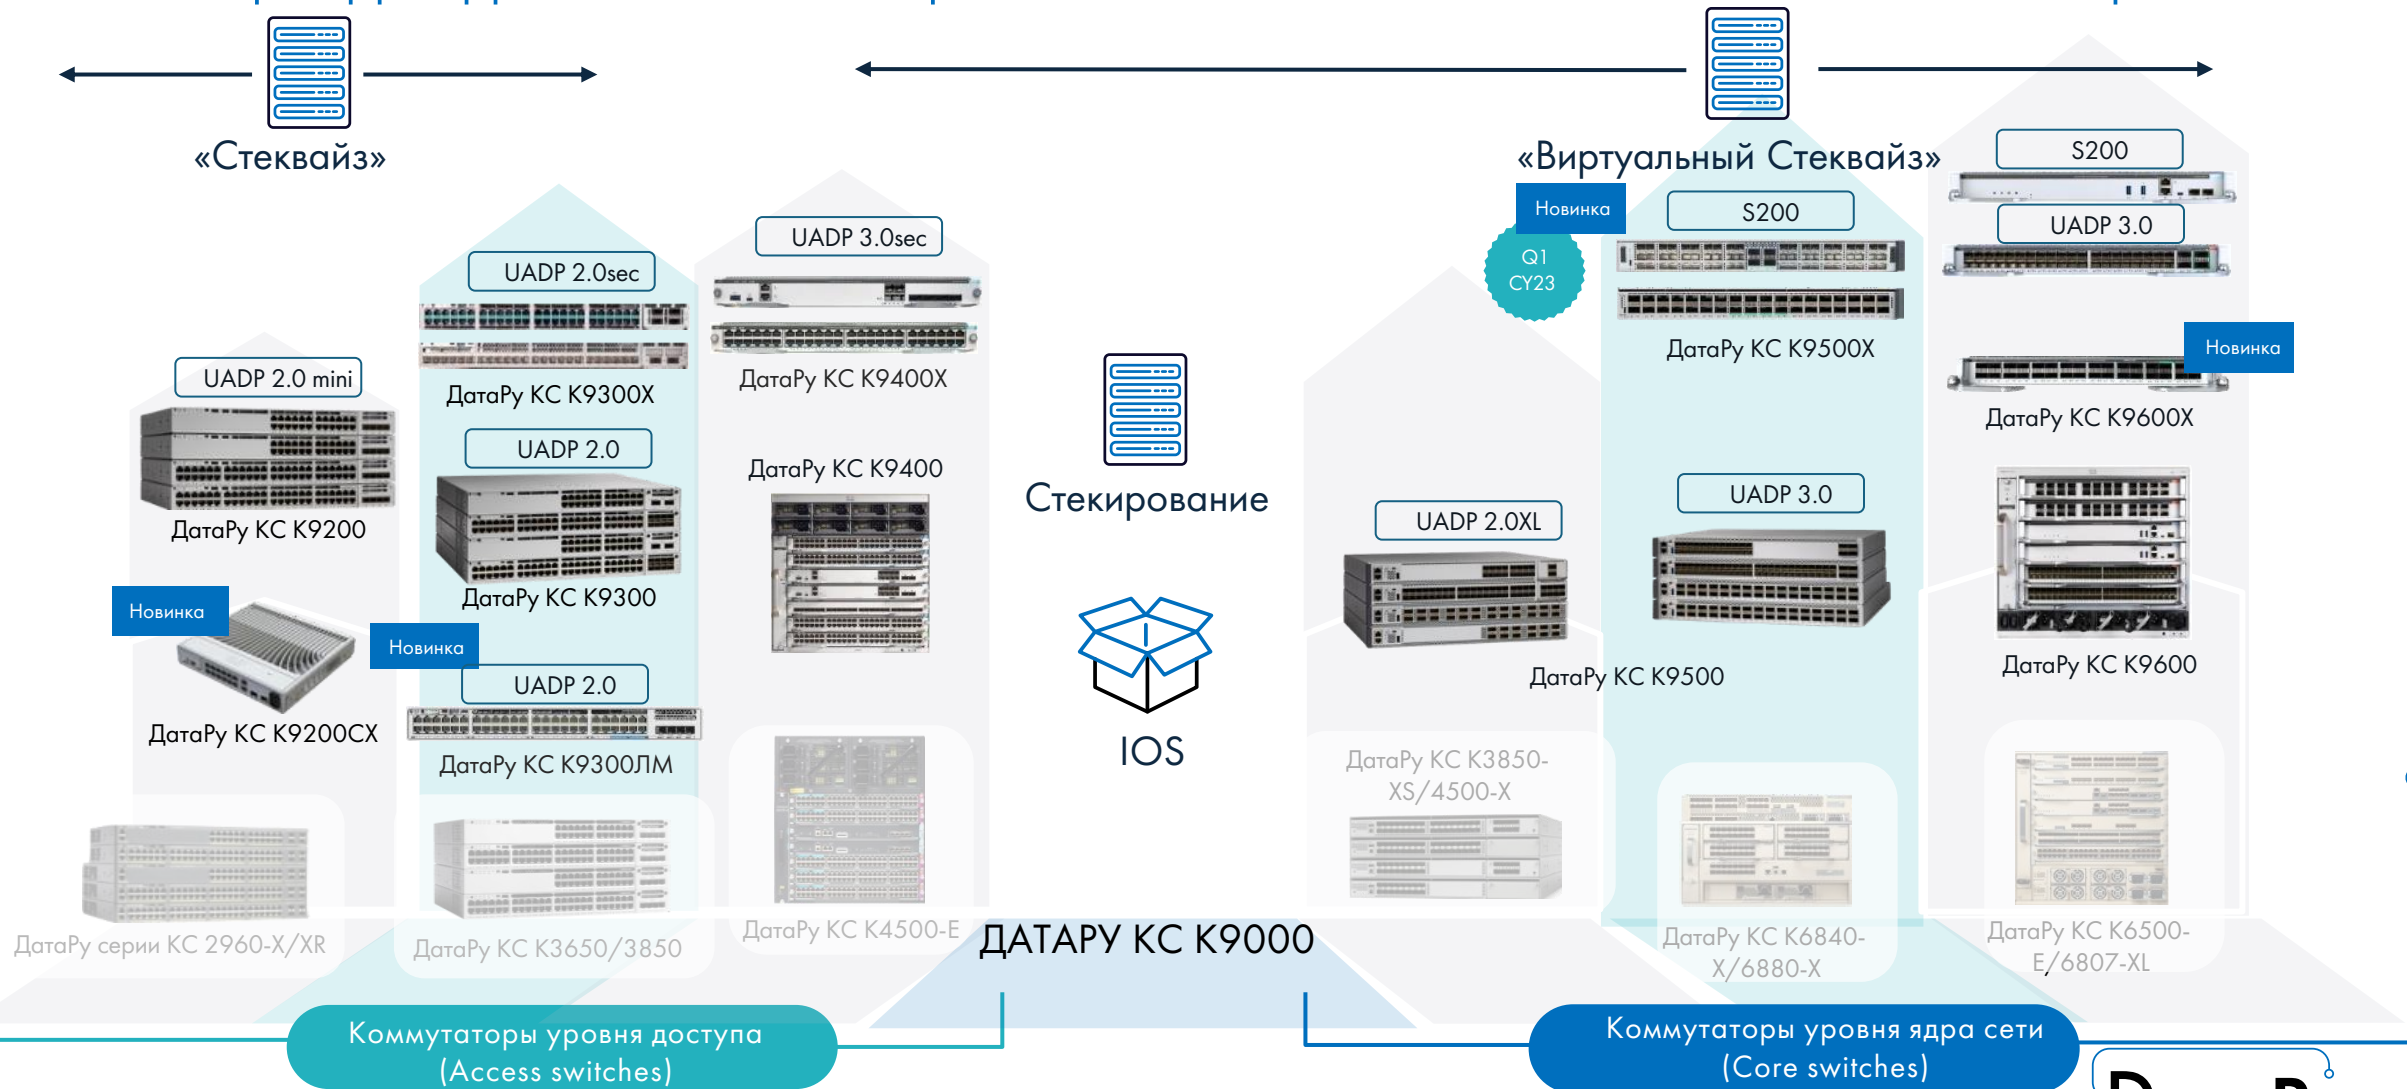 «Стеквайз»
«Виртуальный Стеквайз»
UADP 2.0 mini
ДатаРу КС К9200
Новинка
ДатаРу КС К9200СХ
ДатаРу серии КС 2960-X/XR
UADP 2.0sec
ДатаРу КС К9300Х
UADP 2.0
ДатаРу КС К9300
Новинка
UADP 2.0
ДатаРу КС К9300ЛМ
ДатаРу КС К3650/3850
UADP 3.0sec
ДатаРу КС К9400Х
ДатаРу КС К9400
ДатаРу КС К4500-Е
Стекирование
IOS
ДАТАРУ КС К9000
UADP 2.0XL
ДатаРу КС К9500
ДатаРу КС К3850-
XS/4500-X
Новинка
Q1
CY23
S200
ДатаРу КС К9500Х
UADP 3.0
ДатаРу КС К6840-
X/6880-X
S200
UADP 3.0
Новинка
ДатаРу КС К9600Х
ДатаРу КС К9600
ДатаРу КС К6500-
E/6807-XL
Коммутаторы уровня доступа
(Access switches)
Коммутаторы уровня ядра сети
(Core switches)